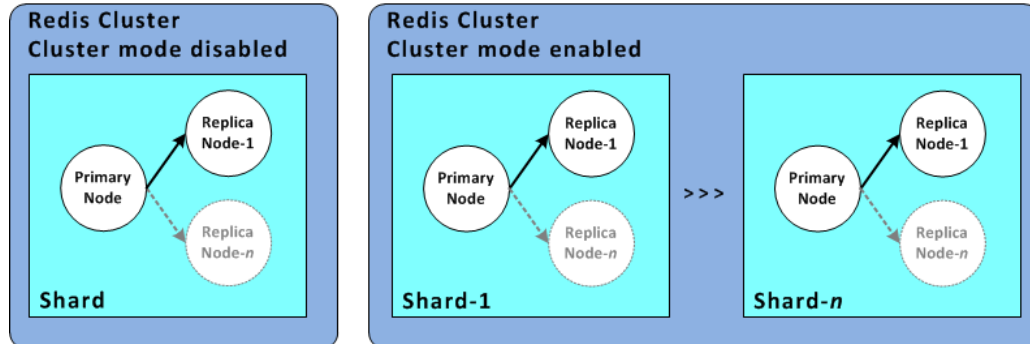 Redis Cluster
Cluster mode disabled
Primary
Node
Replica
Node-1
Replica
Node-n
Shard
Redis Cluster
Cluster mode enabled
Primary
Node
Replica
Node-1
Replica
Node-n
Shard-1
>>>
Primary
Node
Replica
Node-1
Replica
Node-n
Shard-n